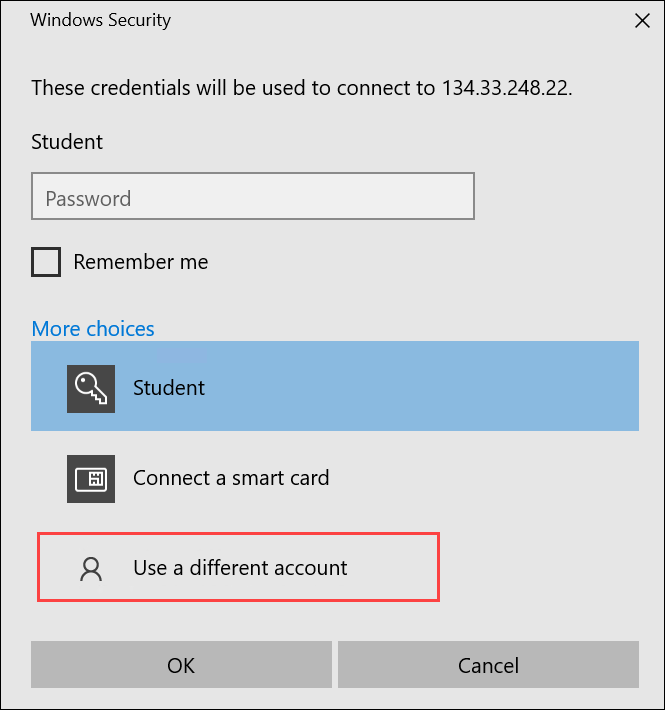 Windows Security
These credentials will be used to connect to 134.33.248.22.
Student
Password
Remember me
More choices
Student
Connect a smart card
Use a different account
OK
Cancel